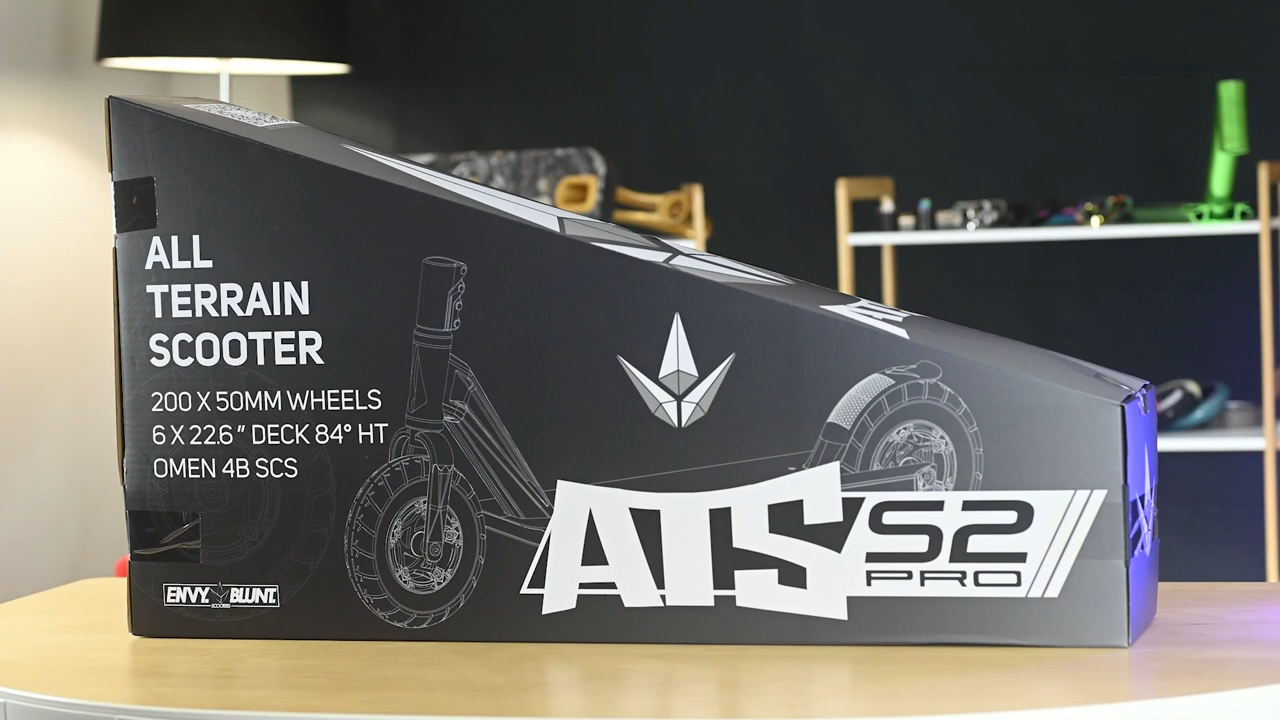 ALL
TERRAIN
SCOOTER
200 X 50MM WHEELS
6 X 22.6" DECK 84° HT
OMEN 4B SCS
ATS S2
PRO
ENVY BLUNT
SCOOTERS